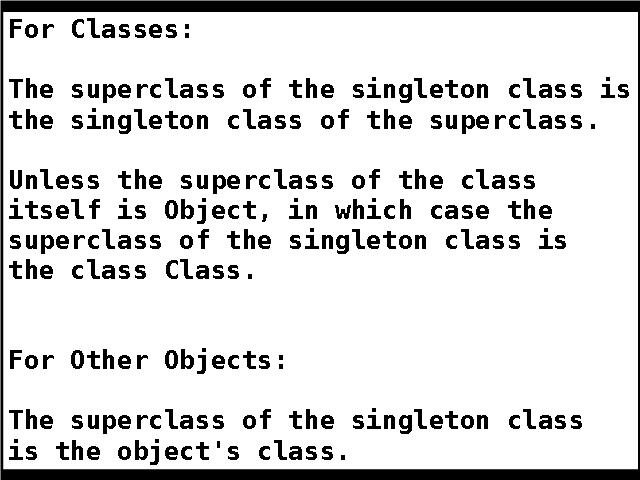 For Classes:
The superclass of the singleton class is
the singleton class of the superclass.
Unless the superclass of the class
itself is Object, in which case the
superclass of the singleton class is
the class Class.
For Other Objects:
The superclass of the singleton class
is the object's class.